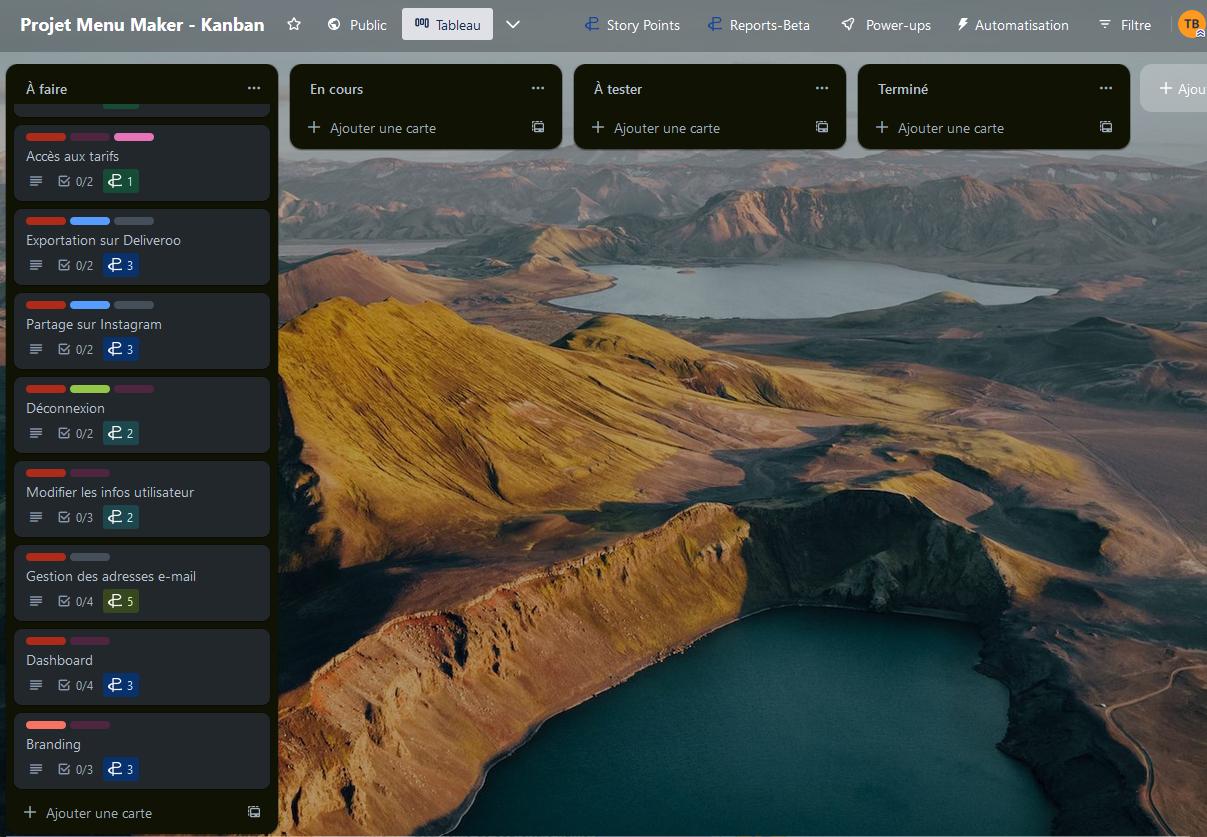 Projet Menu Maker - Kanban
Public
Tableau
Story Points
Reports-Beta
Power-ups
Automatisation
Filtre
TB
À faire
Accès aux tarifs
0/2
1
Exportation sur Deliveroo
0/2
3
Partage sur Instagram
0/2
3
Déconnexion
0/2
2
Modifier les infos utilisateur
0/3
2
Gestion des adresses e-mail
0/4
5
Dashboard
0/4
3
Branding
0/3
3
Ajouter une carte
En cours
Ajouter une carte
À tester
Ajouter une carte
Terminé
Ajouter une carte
Ajou